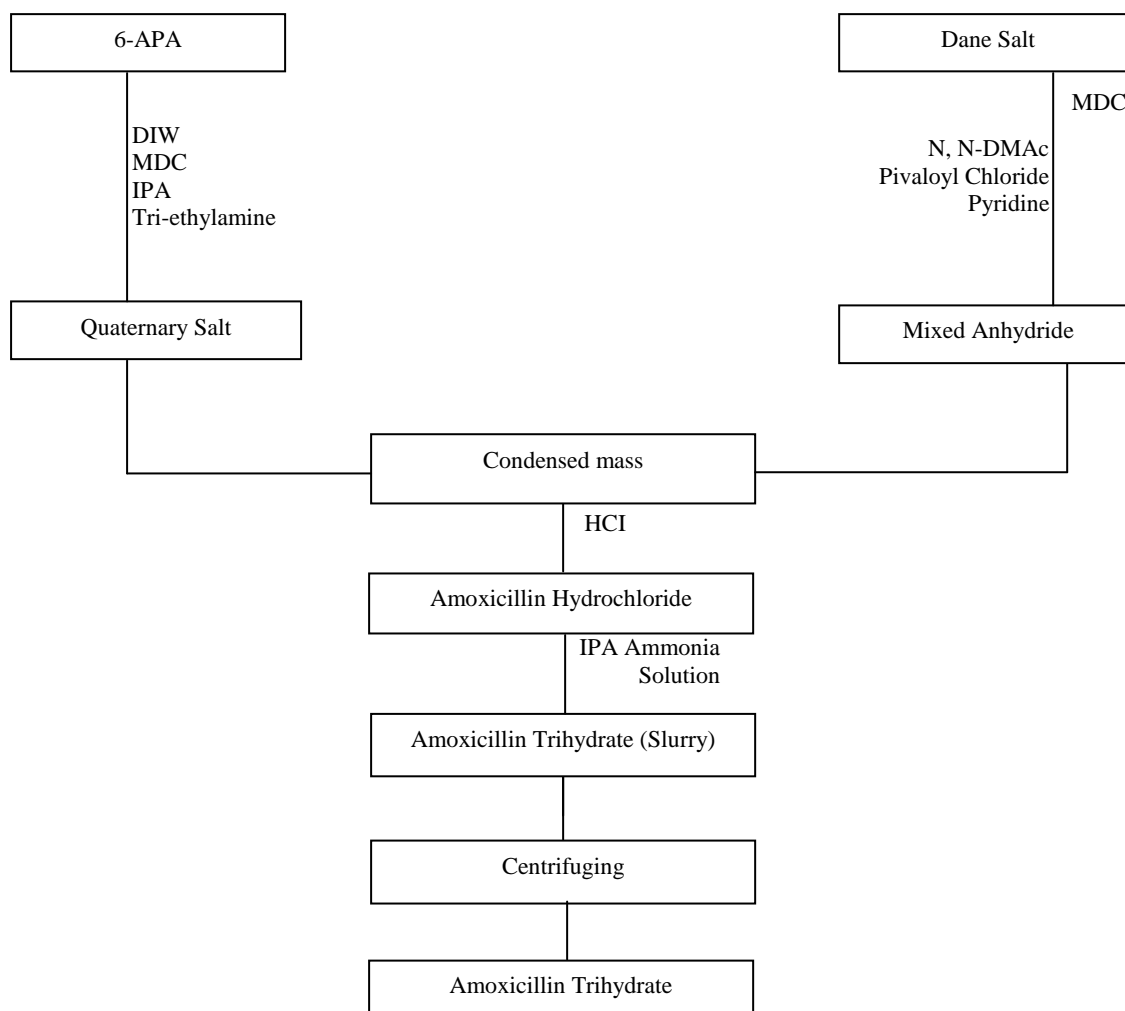 6-APA
Dane Salt
DIW
MDC
IPA
Tri-ethylamine
MDC
N, N-DMAc
Pivaloyl Chloride
Pyridine
Quaternary Salt
Mixed Anhydride
Condensed mass
HCI
Amoxicillin Hydrochloride
IPA Ammonia
Solution
Amoxicillin Trihydrate (Slurry)
Centrifuging
Amoxicillin Trihydrate